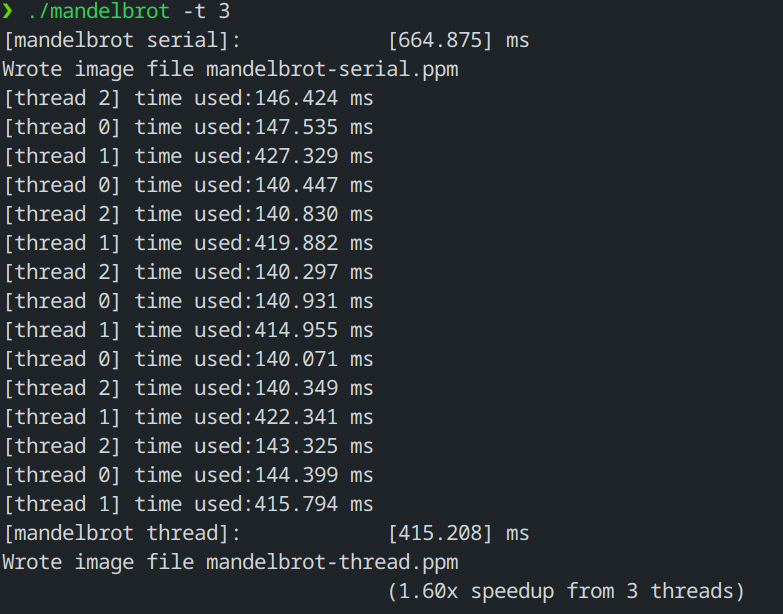 ❯ ./mandelbrot -t 3
[mandelbrot serial]: [664.875] ms
Wrote image file mandelbrot-serial.ppm
[thread 2] time used:146.424 ms
[thread 0] time used:147.535 ms
[thread 1] time used:427.329 ms
[thread 0] time used:140.447 ms
[thread 2] time used:140.830 ms
[thread 1] time used:419.882 ms
[thread 2] time used:140.297 ms
[thread 0] time used:140.931 ms
[thread 1] time used:414.955 ms
[thread 0] time used:140.071 ms
[thread 2] time used:140.349 ms
[thread 1] time used:422.341 ms
[thread 2] time used:143.325 ms
[thread 0] time used:144.399 ms
[thread 1] time used:415.794 ms
[mandelbrot thread]: [415.208] ms
Wrote image file mandelbrot-thread.ppm
(1.60x speedup from 3 threads)